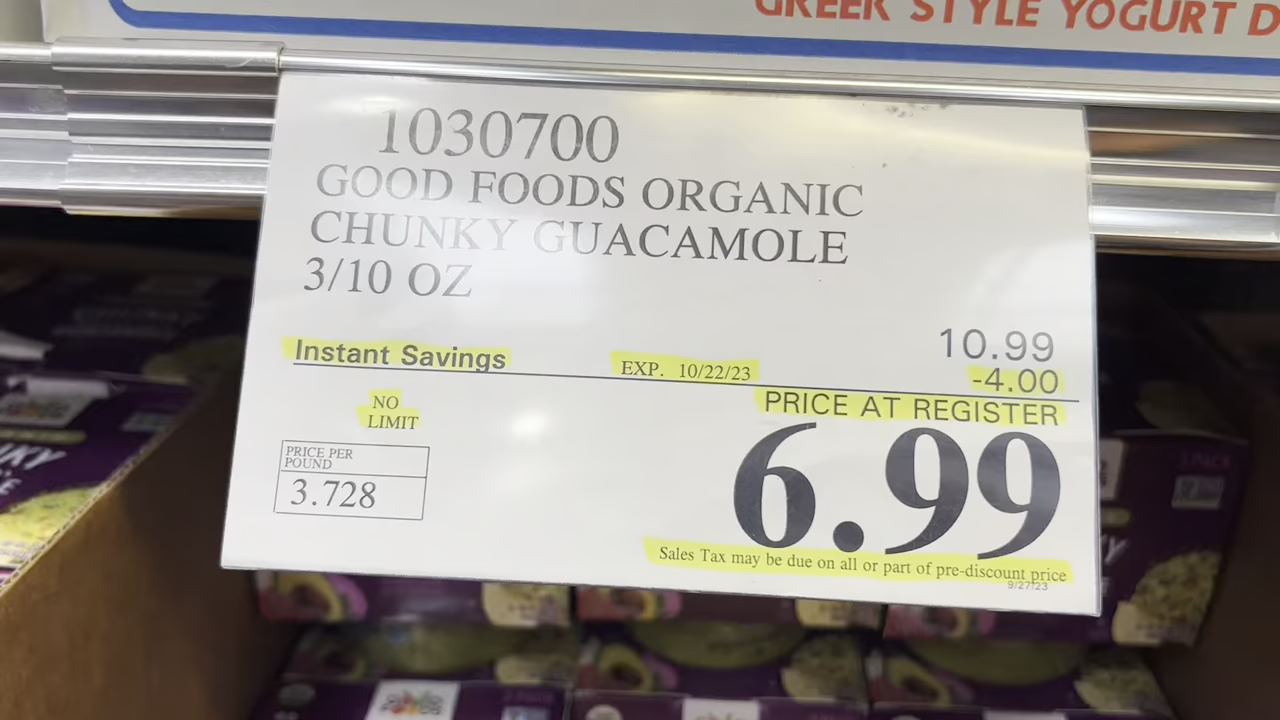 GREEK STYLE YOGURT D
1030700
GOOD FOODS ORGANIC
CHUNKY GUACAMOLE
3/10 OZ
10.99
Instant Savings EXP. 10/22/23 -4.00
NO
LIMIT
PRICE AT REGISTER
6.99
PRICE PER
POUND
3.728
Sales Tax may be due on all or part of pre-discount price
9/27/23